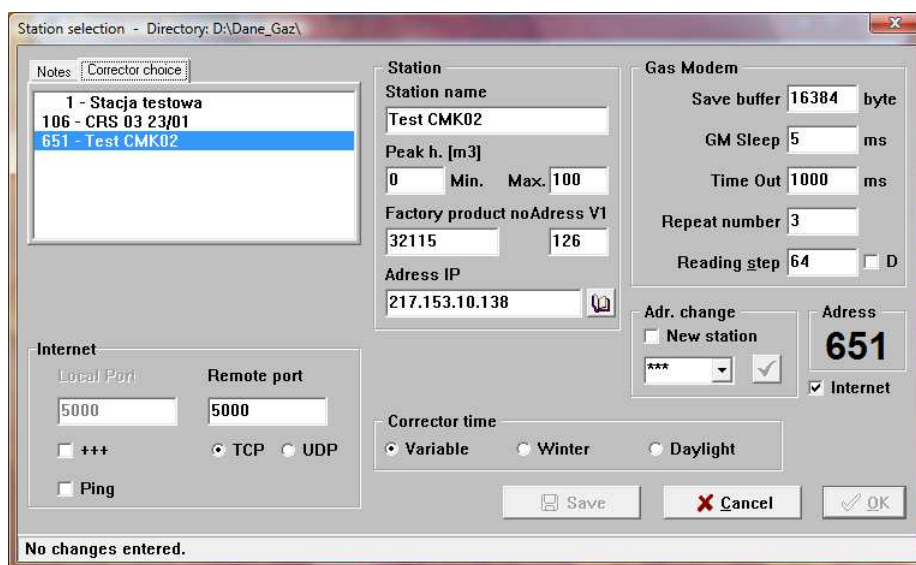 Station selection - Directory: D:\Dane_Gaz\
Notes Corrector choice
1 - Stacja testowa
106 - CRS 03 23/01
651 - Test CMK02
Station
Station name
Test CMK02
Peak h. [m3]
0 Min. Max. 100
Factory product noAdress V1
32115 126
Adress IP
217.153.10.138
Gas Modem
Save buffer 16384 byte
GM Sleep 5 ms
Time Out 1000 ms
Repeat number 3
Reading step 64 D
Adr. change
New station
***
Adress
651
Internet
Internet
Local Port Remote port
5000 5000
+++ TCP UDP
Ping
Corrector time
Variable Winter Daylight
Save Cancel OK
No changes entered.